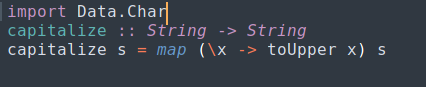 import Data.Char
capitalize :: String -> String
capitalize s = map (\x -> toUpper x) s